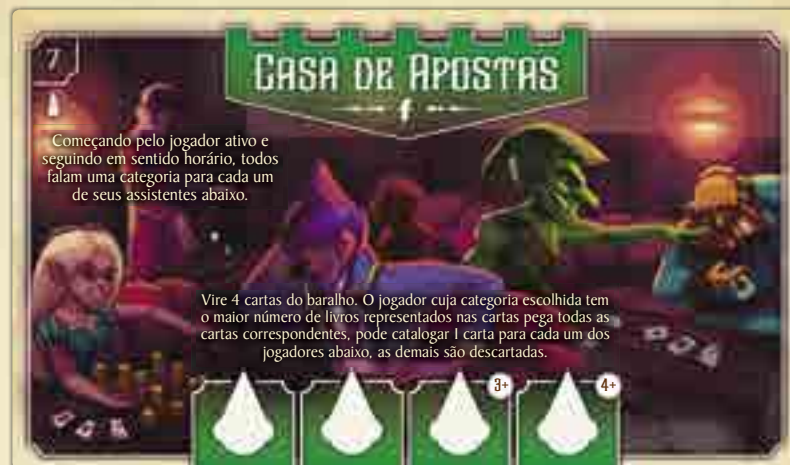 7
CASA DE APOSTAS
Começando pelo jogador ativo e
seguindo em sentido horário, todos
falam uma categoria para cada um
de seus assistentes abaixo.
Vire 4 cartas do baralho. O jogador cuja categoria escolhida tem
o maior número de livros representados nas cartas pega todas as
cartas correspondentes, pode catalogar 1 carta para cada um dos
jogadores abaixo, as demais são descartadas.
3+
4+